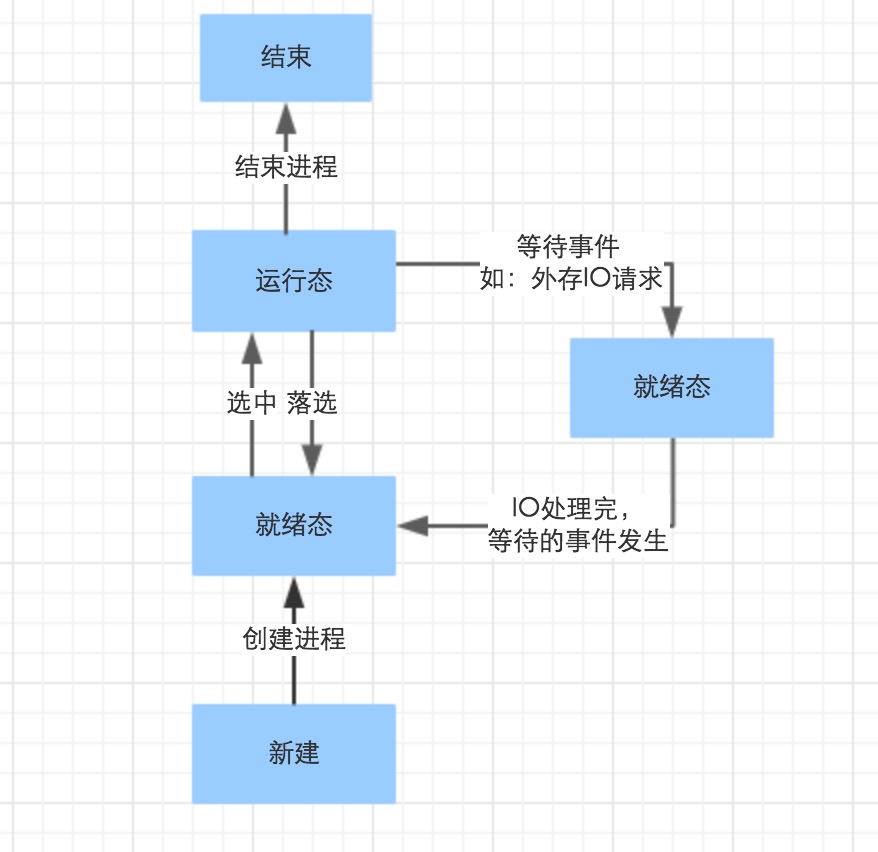 结束
结束进程
运行态
等待事件
如：外存IO请求
就绪态
选中 落选
就绪态
IO处理完，
等待的事件发生
创建进程
新建